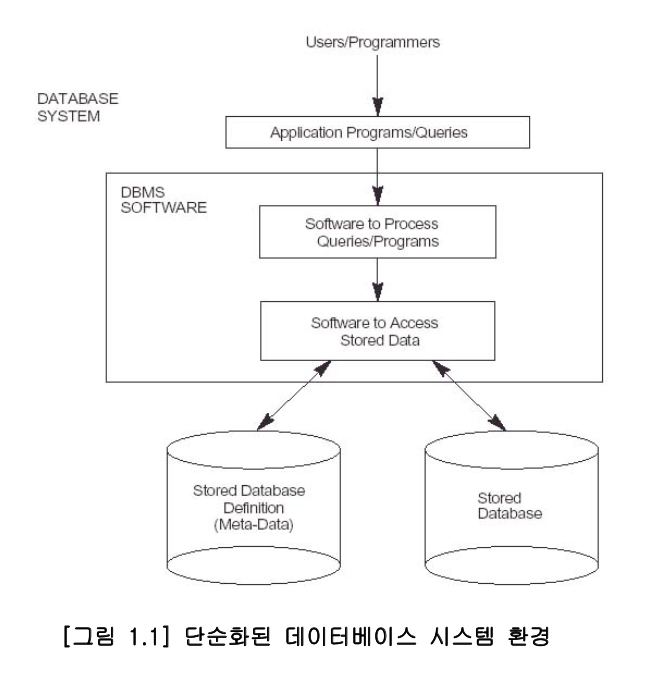 Users/Programmers
DATABASE
SYSTEM
Application Programs/Queries
DBMS
SOFTWARE
Software to Process
Queries/Programs
Software to Access
Stored Data
Stored Database
Definition
(Meta-Data)
Stored
Database
[그림 1.1] 단순화된 데이터베이스 시스템 환경